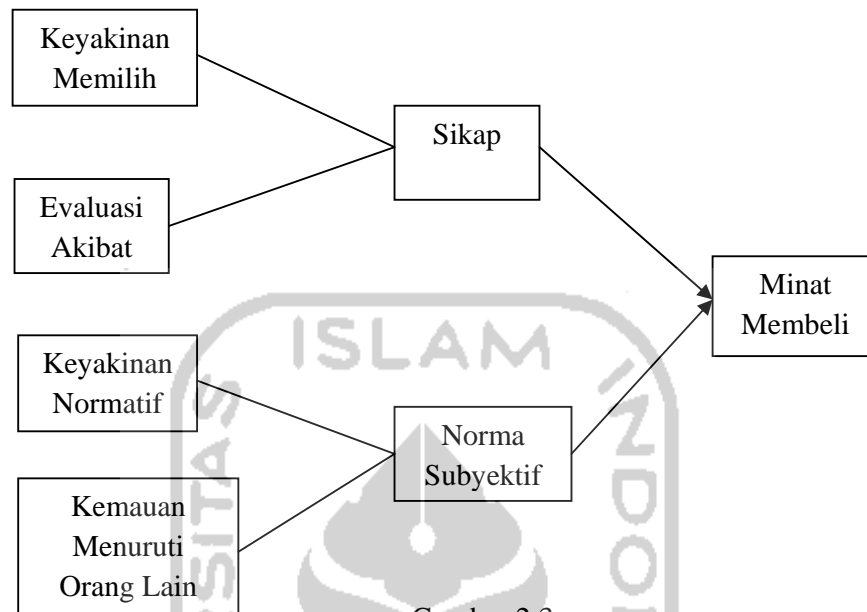 Keyakinan
Memilih
Sikap
Evaluasi
Akibat
Minat
Membeli
Keyakinan
Normatif
Norma
Subyektif
Kemauan
Menuruti
Orang Lain
ISLAM